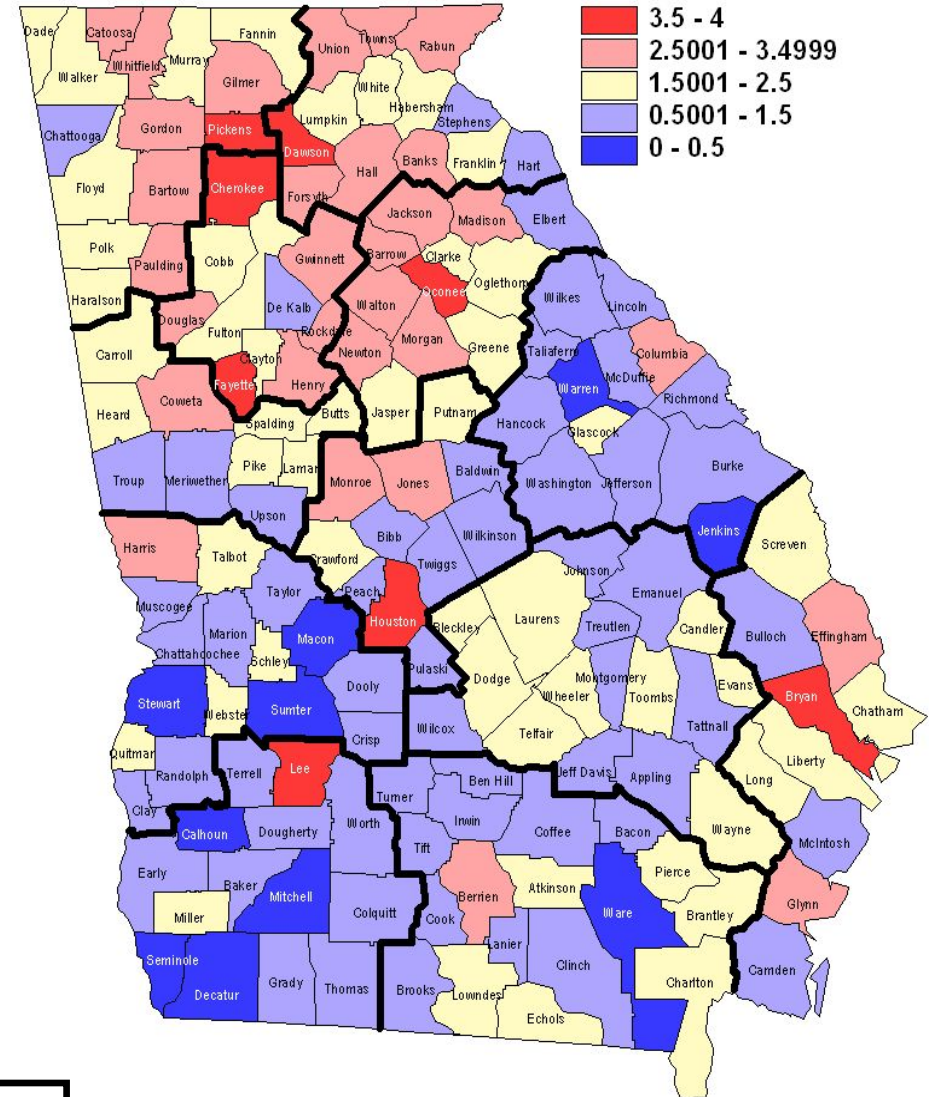 3.5 - 4
2.5001 - 3.4999
1.5001 - 2.5
0.5001 - 1.5
0 - 0.5
Dade
Catoosa
Fannin
Union
Towns
Rabun
Walker
Whitfield
Murray
Gilmer
White
Habersham
Lumpkin
Stephens
Chattooga
Gordon
Pickens
Dawson
Hall
Banks
Franklin
Hart
Floyd
Bartow
Cherokee
Forsyth
Jackson
Madison
Elbert
Polk
Paulding
Cobb
Gwinnett
Barrow
Clarke
Oconee
Oglethorp
Haralson
Douglas
De Kalb
Walton
Wilkes
Lincoln
Fulton
Rockdale
Newton
Morgan
Greene
Carroll
Clayton
Taliaferro
Columbia
Fayette
Henry
Warren
McDuffie
Heard
Coweta
Spalding
Butts
Jasper
Putnam
Hancock
Richmond
Glascock
Troup
Meriwether
Pike
Lamar
Monroe
Jones
Baldwin
Washington
Jefferson
Burke
Upson
Bibb
Wilkinson
Jenkins
Screven
Harris
Talbot
Crawford
Twiggs
Johnson
Muscogee
Taylor
Peach
Houston
Bleckley
Laurens
Treutlen
Emanuel
Candler
Bulloch
Effingham
Chattahoochee
Marion
Macon
Schley
Pulaski
Dodge
Wheeler
Montgomery
Toombs
Evans
Bryan
Stewart
Webster
Sumter
Dooly
Wilcox
Telfair
Tattnall
Chatham
Quitman
Crisp
Randolph
Terrell
Lee
Ben Hill
Jeff Davis
Appling
Long
Liberty
Clay
Turner
Calhoun
Dougherty
Worth
Irwin
Coffee
Bacon
Wayne
McIntosh
Early
Baker
Mitchell
Tift
Pierce
Miller
Colquitt
Cook
Berrien
Atkinson
Ware
Brantley
Glynn
Seminole
Decatur
Grady
Thomas
Brooks
Lanier
Lowndes
Clinch
Echols
Charlton
Camden